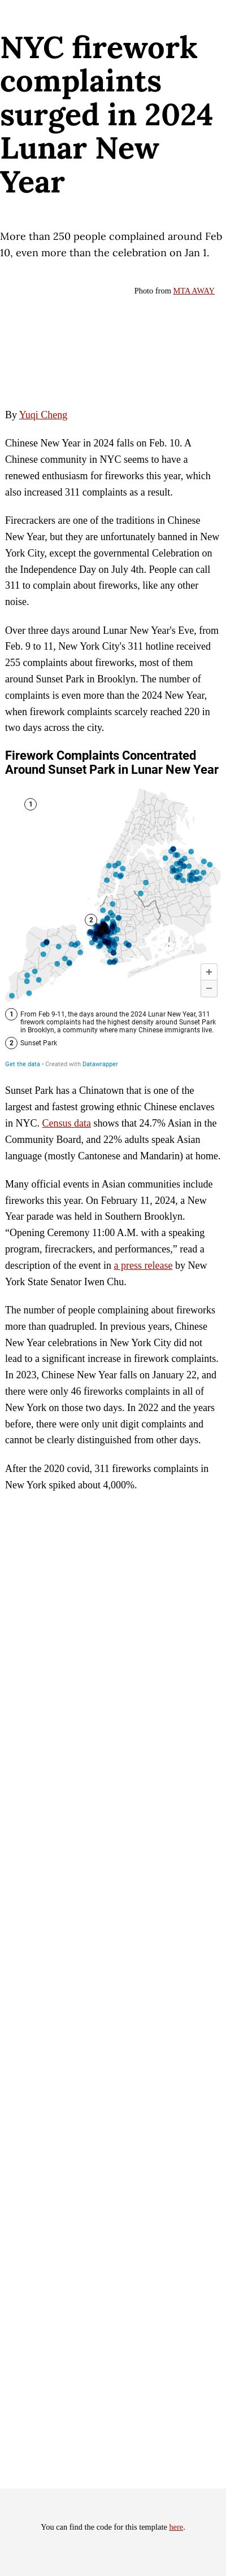 NYC firework
complaints
surged in 2024
Lunar New
Year
More than 250 people complained around Feb
10, even more than the celebration on Jan 1.
Photo from MTA AWAY
By Yuqi Cheng
Chinese New Year in 2024 falls on Feb. 10. A
Chinese community in NYC seems to have a
renewed enthusiasm for fireworks this year, which
also increased 311 complaints as a result.
Firecrackers are one of the traditions in Chinese
New Year, but they are unfortunately banned in New
York City, except the governmental Celebration on
the Independence Day on July 4th. People can call
311 to complain about fireworks, like any other
noise.
Over three days around Lunar New Year's Eve, from
Feb. 9 to 11, New York City's 311 hotline received
255 complaints about fireworks, most of them
around Sunset Park in Brooklyn. The number of
complaints is even more than the 2024 New Year,
when firework complaints scarcely reached 220 in
two days across the city.
Firework Complaints Concentrated
Around Sunset Park in Lunar New Year
1
2
+
−
1 From Feb 9-11, the days around the 2024 Lunar New Year, 311
firework complaints had the highest density around Sunset Park
in Brooklyn, a community where many Chinese immigrants live.
2 Sunset Park
Get the data • Created with Datawrapper
Sunset Park has a Chinatown that is one of the
largest and fastest growing ethnic Chinese enclaves
in NYC. Census data shows that 24.7% Asian in the
Community Board, and 22% adults speak Asian
language (mostly Cantonese and Mandarin) at home.
Many official events in Asian communities include
fireworks this year. On February 11, 2024, a New
Year parade was held in Southern Brooklyn.
“Opening Ceremony 11:00 A.M. with a speaking
program, firecrackers, and performances,” read a
description of the event in a press release by New
York State Senator Iwen Chu.
The number of people complaining about fireworks
more than quadrupled. In previous years, Chinese
New Year celebrations in New York City did not
lead to a significant increase in firework complaints.
In 2023, Chinese New Year falls on January 22, and
there were only 46 fireworks complaints in all of
New York on those two days. In 2022 and the years
before, there were only unit digit complaints and
cannot be clearly distinguished from other days.
After the 2020 covid, 311 fireworks complaints in
New York spiked about 4,000%.
You can find the code for this template here.